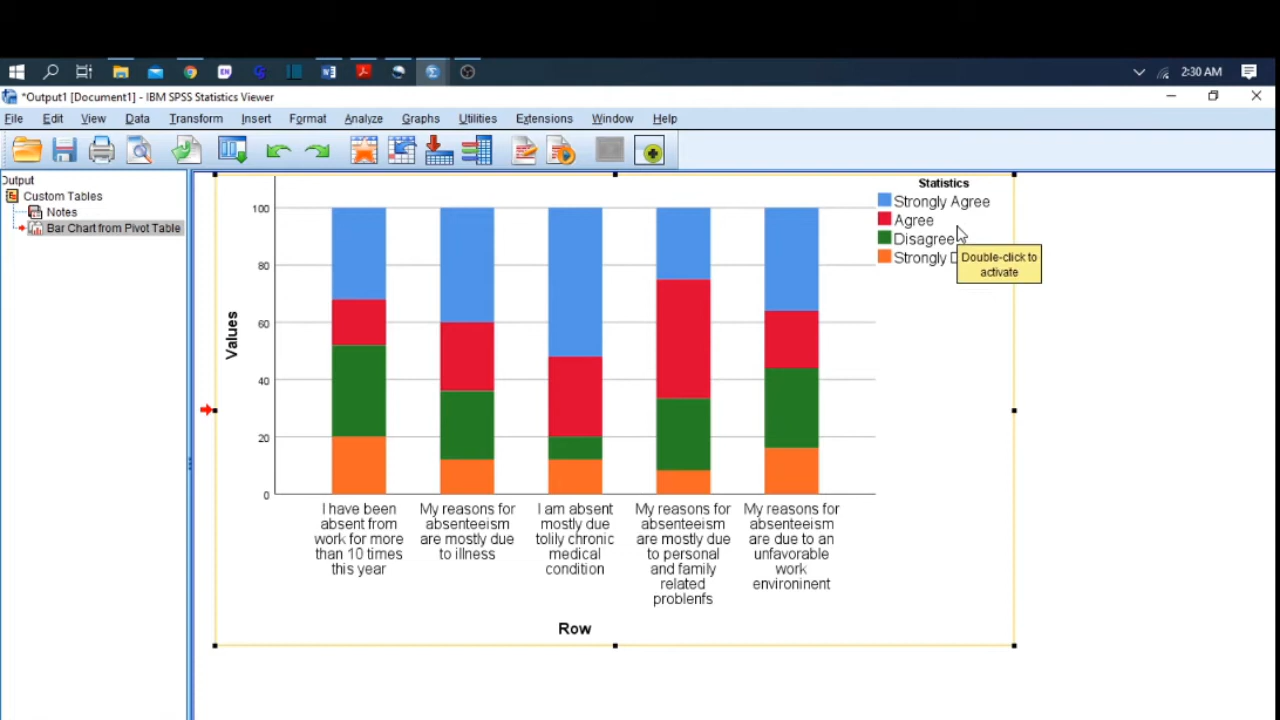 2:30 AM
*Output1 [Document1] - IBM SPSS Statistics Viewer
File Edit View Data Transform Insert Format Analyze Graphs Utilities Extensions Window Help
Output
Custom Tables
Notes
Bar Chart from Pivot Table
Statistics
Strongly Agree
Agree
Disagree
Strongly D
Double-click to
activate
Values
100
80
60
40
20
0
I have been
absent from
work for more
than 10 times
this year
My reasons for
absenteeism
are mostly due
to illness
I am absent
mostly due
tolily chronic
medical
condition
My reasons for
absenteeism
are mostly due
to personal
and family
related
problenfs
My reasons for
absenteeism
are due to an
unfavorable
work
environinent
Row